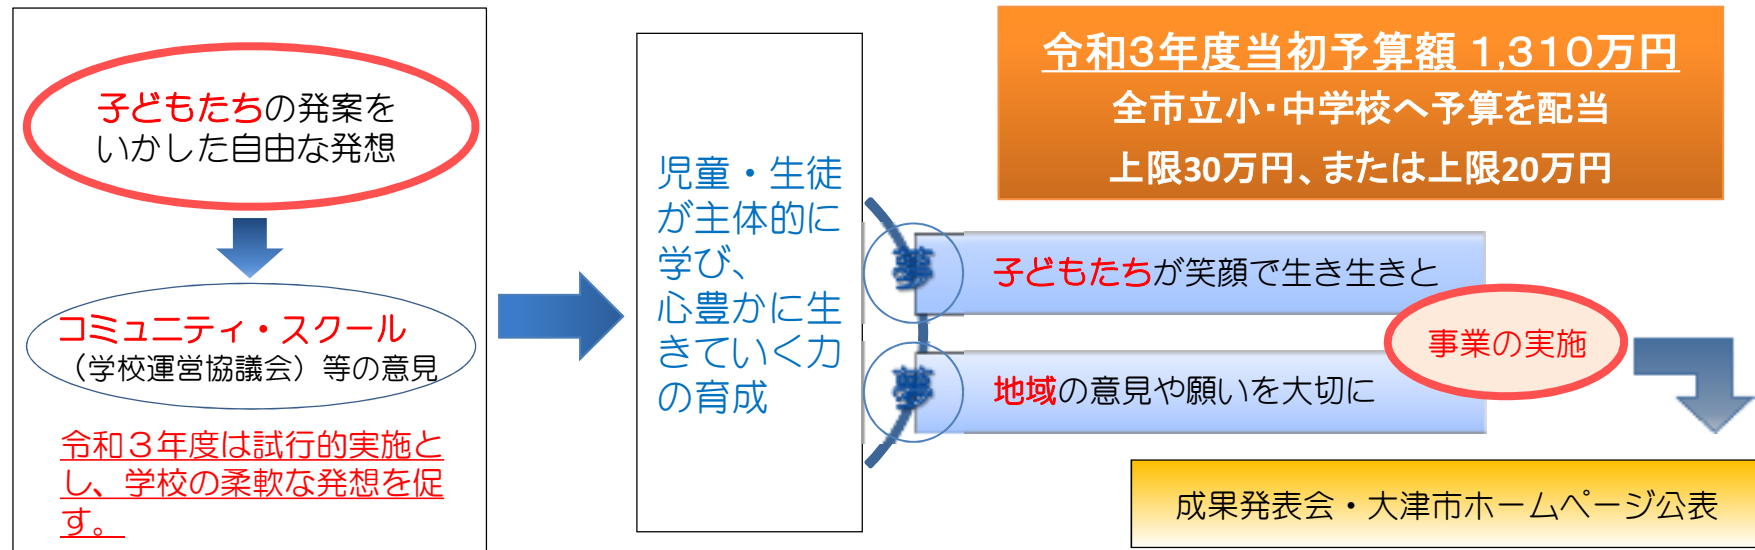 子どもたちの発案を
いかした自由な発想
コミュニティ・スクール
（学校運営協議会）等の意見
令和３年度は試行的実施と
し、学校の柔軟な発想を促
す。
児童・生徒
が主体的に
学び、
心豊かに生
きていく力
の育成
令和３年度当初予算額 1,３１０万円
全市立小・中学校へ予算を配当
上限30万円、または上限20万円
夢
子どもたちが笑顔で生き生きと
夢
地域の意見や願いを大切に
事業の実施
成果発表会・大津市ホームページ公表